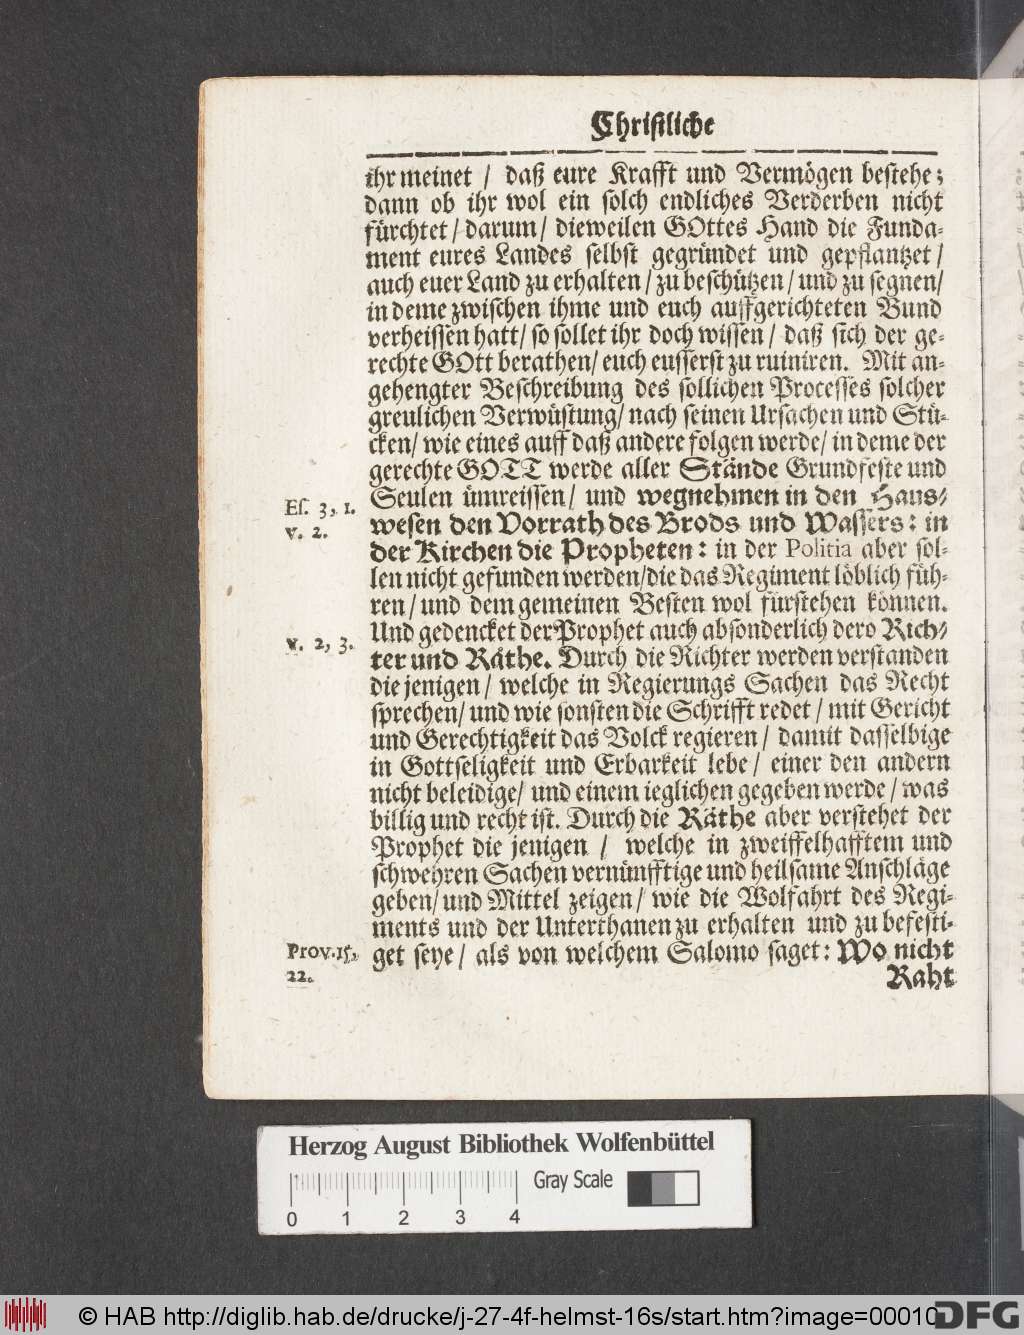 Christliche
ihr meinet / daß eure Krafft und Vermögen bestehe;
dann ob ihr wol ein solch endliches Verderben nicht
fürchtet / darum / dieweilen GOttes Hand die Funda-
ment eures Landes selbst gegründet und gepflantzet /
auch euer Land zu erhalten / zu beschützen / und zu segnen /
in deme zwischen ihme und euch auffgerichteten Bund
verheissen hatt / so sollet ihr doch wissen / daß sich der ge-
rechte GOtt berathen / euch eusserst zu ruiniren. Mit an-
gehengter Beschreibung des sollichen Processes solcher
greulichen Verwüstung / nach seinen Ursachen und Stü-
cken / wie eines auff daß andere folgen werde / in deme der
gerechte GOTT werde aller Stände Grundfeste und
Es. 3, 1. Seulen ümreissen / und wegnehmen in den Haus-
v. 2. wesen den Vorrath des Brods und Wassers: in
der Kirchen die Propheten: in der Politia aber sol-
len nicht gefunden werden / die das Regiment löblich füh-
ren / und dem gemeinen Besten wol fürstehen können.
v. 2, 3. Und gedencket der Prophet auch absonderlich dero Rich-
ter und Räthe. Durch die Richter werden verstanden
die jenigen / welche in Regierungs Sachen das Recht
sprechen / und wie sonsten die Schrifft redet / mit Gericht
und Gerechtigkeit das Volck regieren / damit dasselbige
in Gottseligkeit und Erbarkeit lebe / einer den andern
nicht beleidige / und einem ieglichen gegeben werde / was
billig und recht ist. Durch die Räthe aber verstehet der
Prophet die jenigen / welche in zweiffelhafftem und
schwehren Sachen vernümfftige und heilsame Anschläge
geben / und Mittel zeigen / wie die Wolfahrt des Regi-
ments und der Unterthanen zu erhalten und zu befesti-
Prov. 15, get seye / als von welchem Salomo saget: Wo nicht
22. Raht
Herzog August Bibliothek Wolfenbüttel
Gray Scale
0 1 2 3 4
© HAB http://diglib.hab.de/drucke/j-27-4f-helmst-16s/start.htm?image=00010
DFG